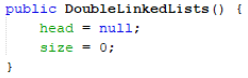 public DoubleLinkedLists() {
head = null;
size = 0;
}